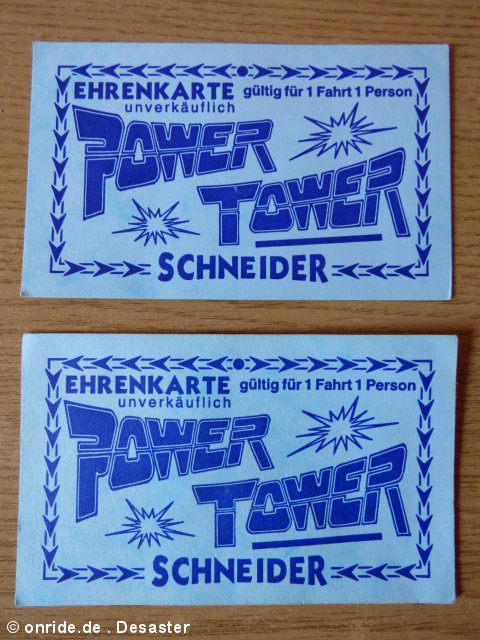 EHRENKARTE gültig für 1 Fahrt 1 Person
unverkäuflich
POWER
TOWER
SCHNEIDER
EHRENKARTE gültig für 1 Fahrt 1 Person
unverkäuflich
POWER
TOWER
SCHNEIDER
© onride.de . Desaster